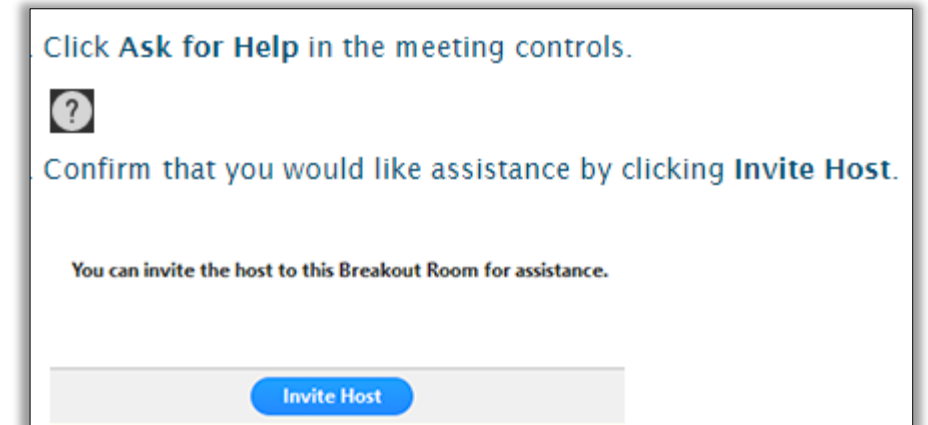 . Click Ask for Help in the meeting controls.
?
. Confirm that you would like assistance by clicking Invite Host.
You can invite the host to this Breakout Room for assistance.
Invite Host